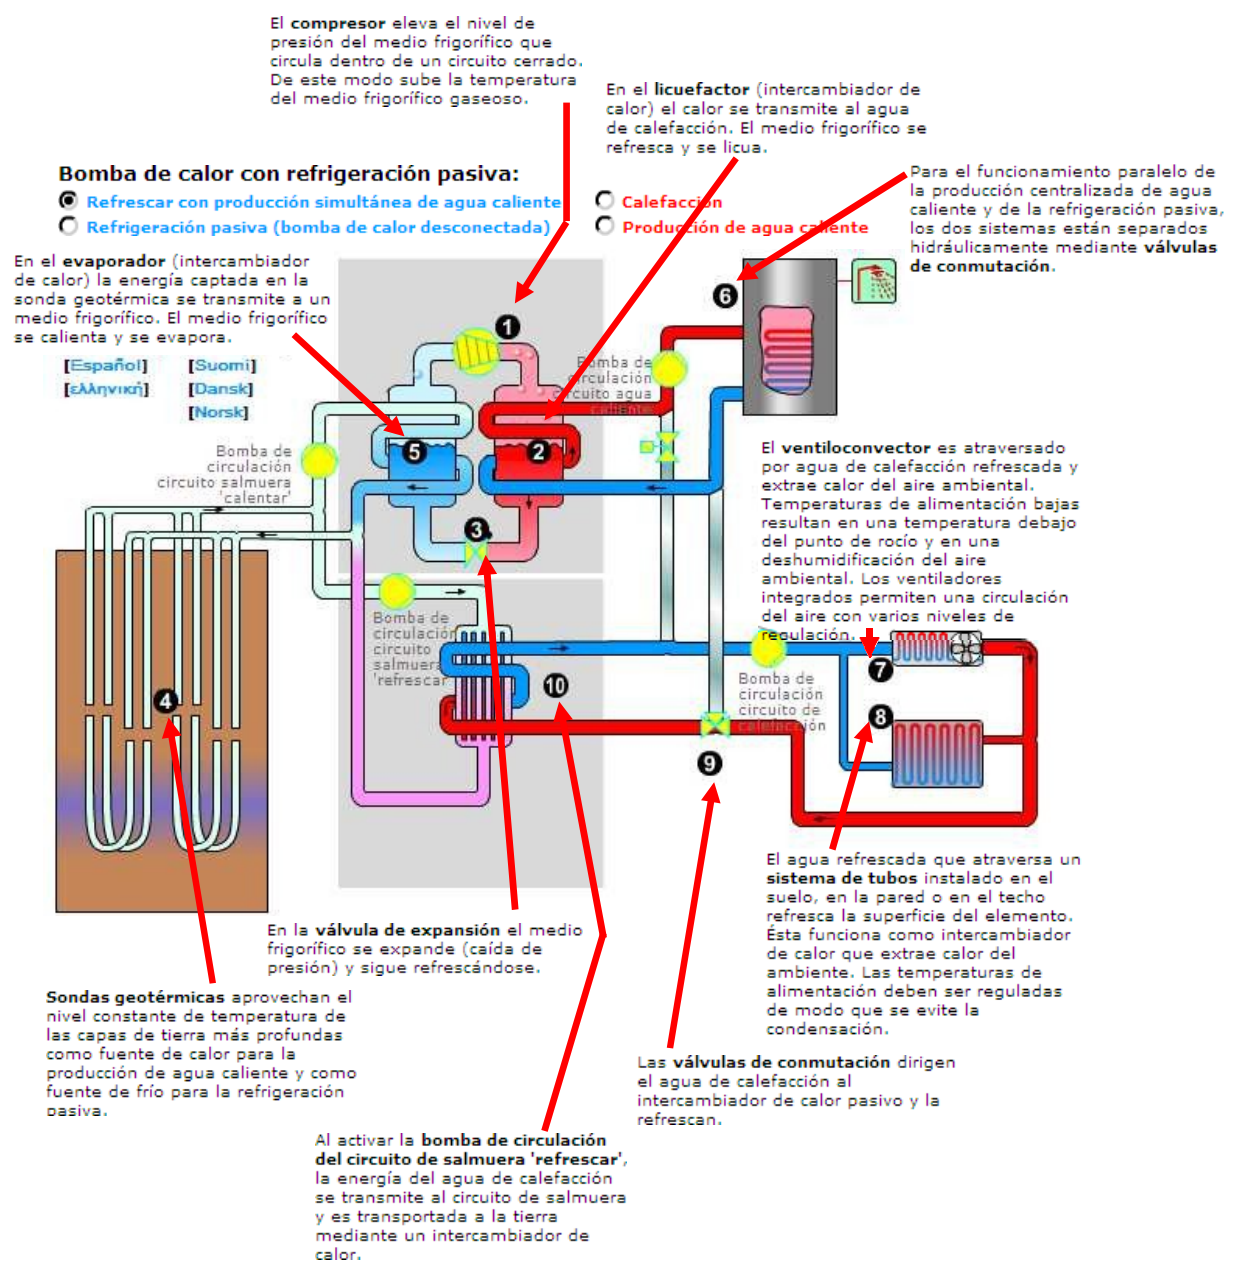 El compresor eleva el nivel de
presión del medio frigorífico que
circula dentro de un circuito cerrado.
De este modo sube la temperatura
del medio frigorífico gaseoso.
En el licuefactor (intercambiador de
calor) el calor se transmite al agua
de calefacción. El medio frigorífico se
refresca y se licua.
Bomba de calor con refrigeración pasiva:
Refrescar con producción simultánea de agua caliente
Refrigeración pasiva (bomba de calor desconectada)
Calefacción
Producción de agua caliente
Para el funcionamiento paralelo de
la producción centralizada de agua
caliente y de la refrigeración pasiva,
los dos sistemas están separados
hidráulicamente mediante válvulas
de conmutación.
En el evaporador (intercambiador
de calor) la energía captada en la
sonda geotérmica se transmite a un
medio frigorífico. El medio frigorífico
se calienta y se evapora.
[Español]
[Suomi]
[ελληνική]
[Dansk]
[Norsk]
6
1
Bomba de
circulación
circuito agua
caliente
5
2
Bomba de
circulación
circuito salmuera
'calentar'
3
El ventiloconvector es atraversado
por agua de calefacción refrescada y
extrae calor del aire ambiental.
Temperaturas de alimentación bajas
resultan en una temperatura debajo
del punto de rocío y en una
deshumidificación del aire
ambiental. Los ventiladores
integrados permiten una circulación
del aire con varios niveles de
regulación.
Bomba de
circulación
circuito
salmuera
'refrescar
7
4
10
Bomba de
circulación
circuito de
calefacción
8
9
El agua refrescada que atraversa un
sistema de tubos instalado en el
suelo, en la pared o en el techo
refresca la superficie del elemento.
Ésta funciona como intercambiador
de calor que extrae calor del
ambiente. Las temperaturas de
alimentación deben ser reguladas
de modo que se evite la
condensación.
En la válvula de expansión el medio
frigorífico se expande (caída de
presión) y sigue refrescándose.
Sondas geotérmicas aprovechan el
nivel constante de temperatura de
las capas de tierra más profundas
como fuente de calor para la
producción de agua caliente y como
fuente de frío para la refrigeración
pasiva.
Las válvulas de conmutación dirigen
el agua de calefacción al
intercambiador de calor pasivo y la
refrescan.
Al activar la bomba de circulación
del circuito de salmuera 'refrescar',
la energía del agua de calefacción
se transmite al circuito de salmuera
y es transportada a la tierra
mediante un intercambiador de
calor.